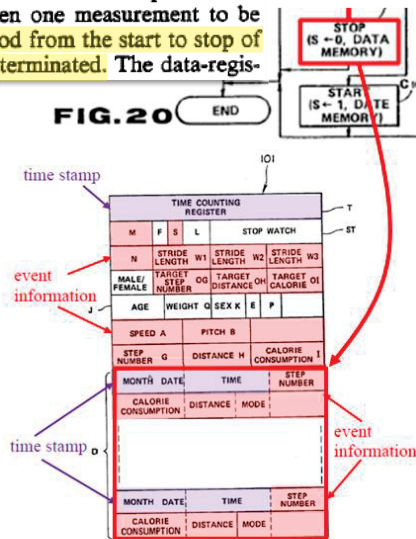 en one measurement to be
od from the start to stop of
terminated. The data-regis-
STOP
(S ←0, DATA
MEMORY)
START
(S← 1, DATE
MEMORY)
FIG.20
END
101
time stamp
TIME COUNTING
REGISTER
T
M F S L STOP WATCH
ST
N STRIDE LENGTH W1 STRIDE LENGTH W2 STRIDE LENGTH W3
event
information
MALE/
FEMALE TARGET STEP NUMBER OG TARGET DISTANCE OH TARGET CALORIE OI
J
AGE WEIGHT Q SEX K E P
SPEED A PITCH B
STEP
NUMBER G DISTANCE H CALORIE CONSUMPTION I
MONTH DATE TIME STEP NUMBER
CALORIE
CONSUMPTION DISTANCE MODE
time stamp
D
event
information
MONTH DATE TIME STEP NUMBER
CALORIE
CONSUMPTION DISTANCE MODE